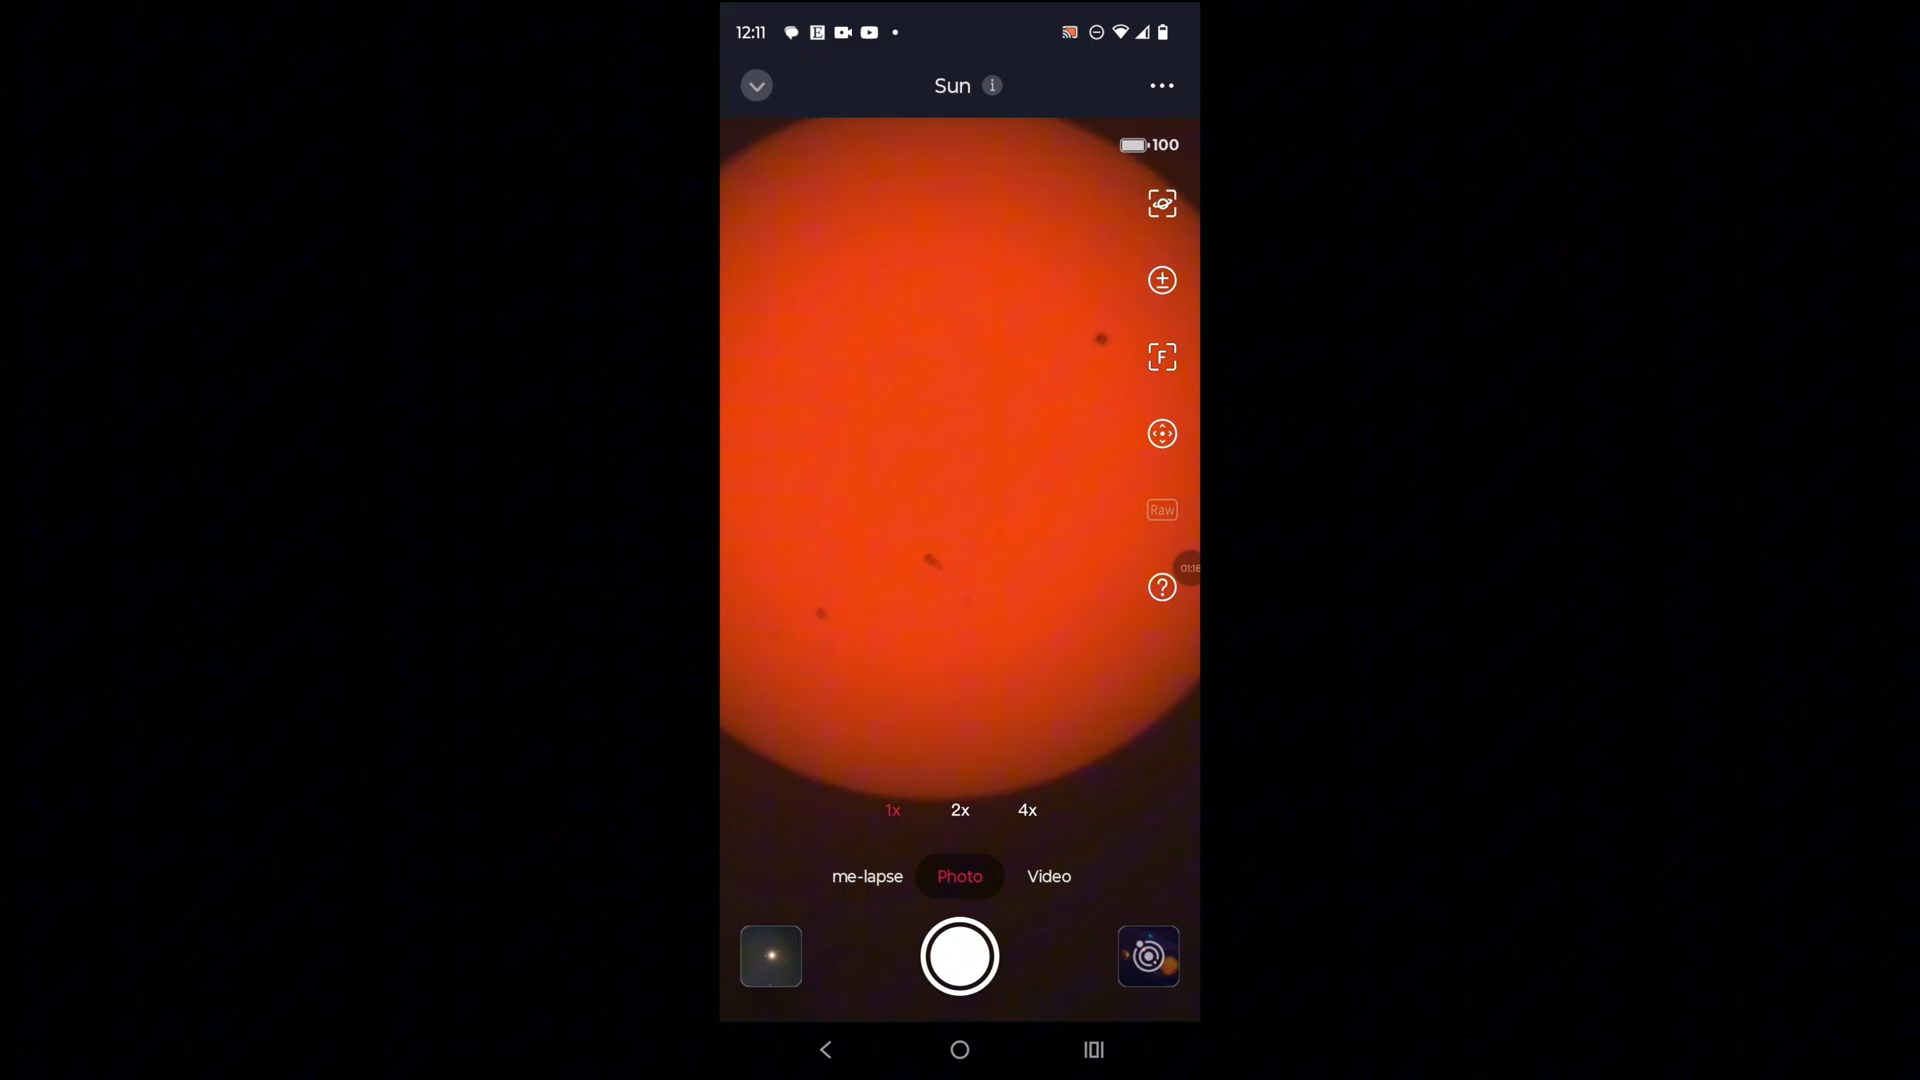 12:11
Sun
100
F
Raw
01:18
?
1x 2x 4x
me-lapse Photo Video